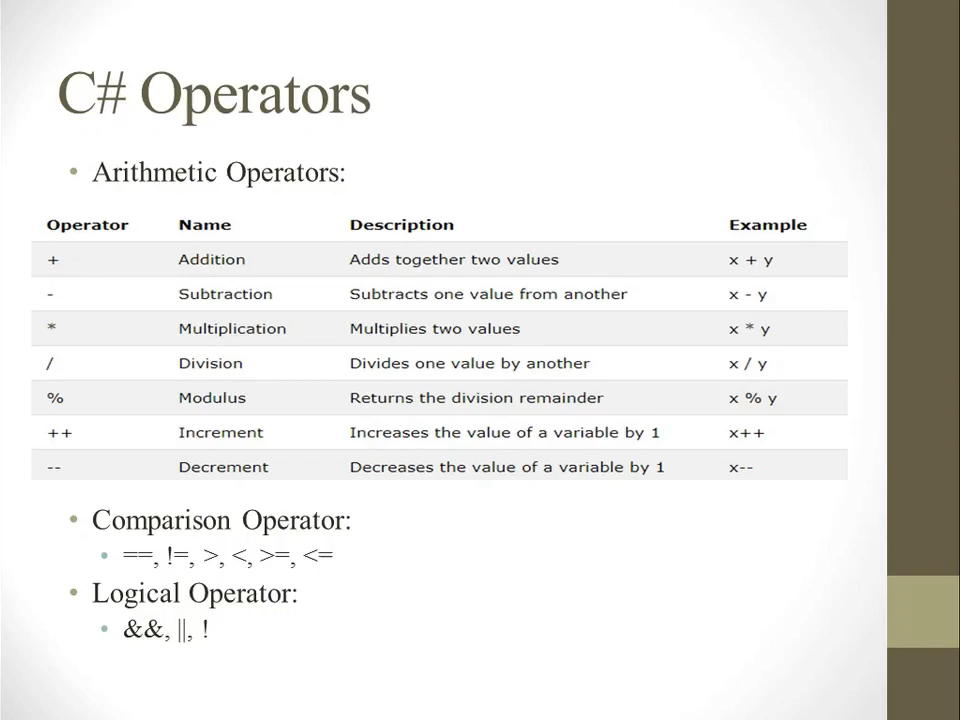 C# Operators
• Arithmetic Operators:
Operator Name Description Example
+ Addition Adds together two values x + y
- Subtraction Subtracts one value from another x - y
* Multiplication Multiplies two values x * y
/ Division Divides one value by another x / y
% Modulus Returns the division remainder x % y
++ Increment Increases the value of a variable by 1 x++
-- Decrement Decreases the value of a variable by 1 x--
• Comparison Operator:
• ==, !=, >, <, >=, <=
• Logical Operator:
• &&, ||, !